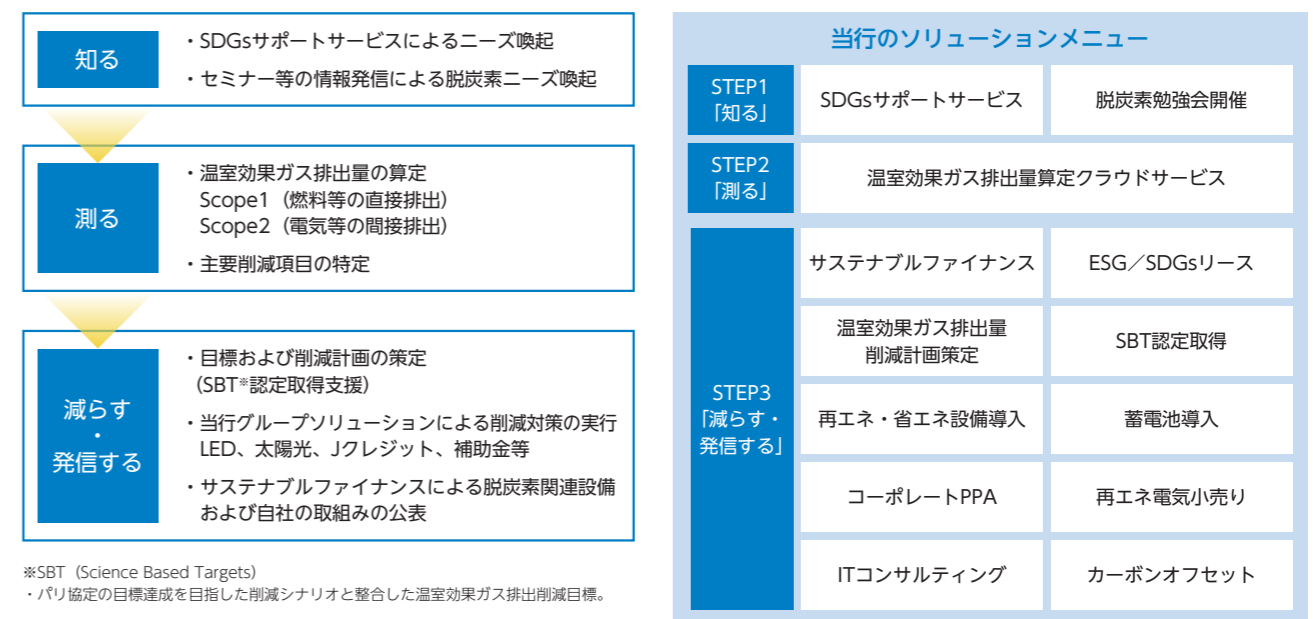 知る
・SDGsサポートサービスによるニーズ喚起
・セミナー等の情報発信による脱炭素ニーズ喚起
測る
・温室効果ガス排出量の算定
Scope1（燃料等の直接排出）
Scope2（電気等の間接排出）
・主要削減項目の特定
減らす
・
発信する
・目標および削減計画の策定
（SBT※認定取得支援）
・当行グループソリューションによる削減対策の実行
LED、太陽光、Jクレジット、補助金等
・サステナブルファイナンスによる脱炭素関連設備
および自社の取組みの公表
※SBT（Science Based Targets）
・パリ協定の目標達成を目指した削減シナリオと整合した温室効果ガス排出削減目標。
当行のソリューションメニュー
STEP1
「知る」
SDGsサポートサービス
脱炭素勉強会開催
STEP2
「測る」
温室効果ガス排出量算定クラウドサービス
STEP3
「減らす・
発信する」
サステナブルファイナンス
ESG／SDGsリース
温室効果ガス排出量
削減計画策定
SBT認定取得
再エネ・省エネ設備導入
蓄電池導入
コーポレートPPA
再エネ電気小売り
ITコンサルティング
カーボンオフセット